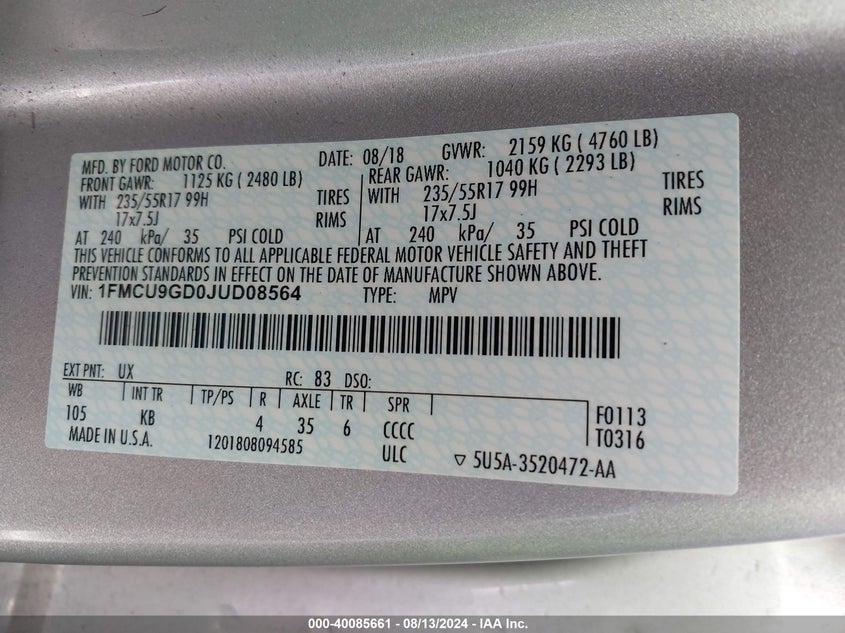 MFD. BY FORD MOTOR CO. DATE: 08/18 GVWR: 2159 KG ( 4760 LB)
FRONT GAWR: 1125 KG ( 2480 LB) REAR GAWR: 1040 KG ( 2293 LB)
WITH 235/55R17 99H TIRES WITH 235/55R17 99H TIRES
17x7.5J RIMS 17x7.5J RIMS
AT 240 kPa/ 35 PSI COLD AT 240 kPa/ 35 PSI COLD
THIS VEHICLE CONFORMS TO ALL APPLICABLE FEDERAL MOTOR VEHICLE SAFETY AND THEFT
PREVENTION STANDARDS IN EFFECT ON THE DATE OF MANUFACTURE SHOWN ABOVE.
VIN: 1FMCU9GD0JUD08564 TYPE: MPV
EXT PNT: UX RC: 83 DSO:
WB INT TR TP/PS R AXLE TR SPR
105 KB 4 35 6 CCCC F0113
MADE IN U.S.A. 1201808094585 ULC T0316
▽ 5U5A-3520472-AA
000-40085661 - 08/13/2024 - IAA Inc.